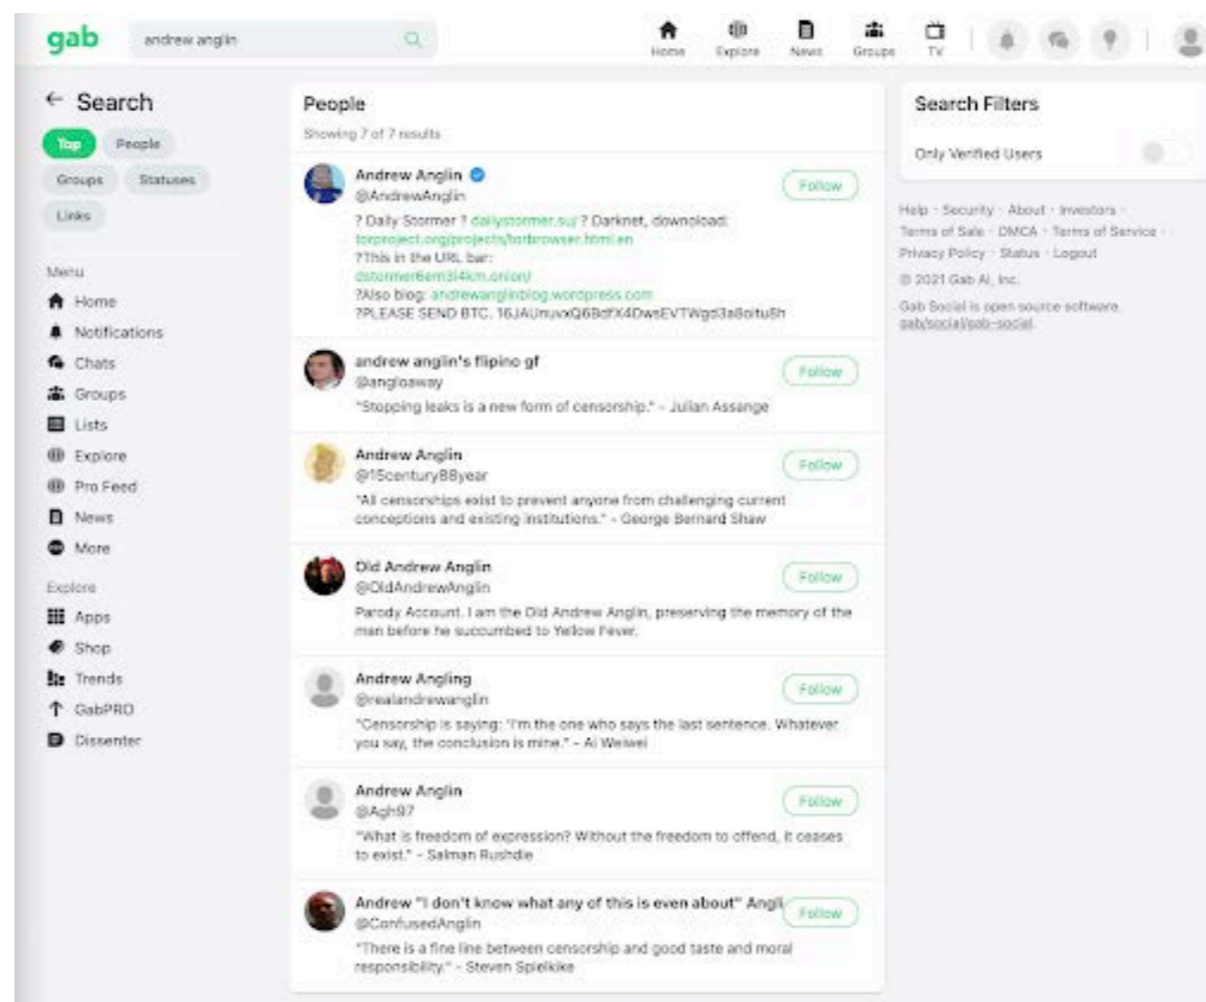 gab
andrew anglin
Home
Explore
News
Groups
TV
← Search
Top
People
Groups
Statuses
Links
Menu
Home
Notifications
Chats
Groups
Lists
Explore
Pro Feed
News
More
Explore
Apps
Shop
Trends
GabPRO
Dissenter
People
Showing 7 of 7 results
Andrew Anglin
@AndrewAnglin
Follow
? Daily Stormer ? dailystormer.su/ ? Darknet, download:
torproject.org/projects/torbrowser.html.en
?This in the URL bar:
?Also blog: andrewanglinblog.wordpress.com
?PLEASE SEND BTC.
andrew anglin's flipino gf
@angloaway
Follow
"Stopping leaks is a new form of censorship." – Julian Assange
Andrew Anglin
@15century88year
Follow
"All censorships exist to prevent anyone from challenging current
conceptions and existing institutions." – George Bernard Shaw
Old Andrew Anglin
@OldAndrewAnglin
Follow
Parody Account. I am the Old Andrew Anglin, preserving the memory of the
man before he succumbed to Yellow Fever.
Andrew Angling
@realandrewanglin
Follow
"Censorship is saying: 'I'm the one who says the last sentence. Whatever
you say, the conclusion is mine." – Ai Weiwei
Andrew Anglin
@Agh97
Follow
"What is freedom of expression? Without the freedom to offend, it ceases
to exist." – Salman Rushdie
Andrew "I don't know what any of this is even about" Angli
@ConfusedAnglin
Follow
"There is a fine line between censorship and good taste and moral
responsibility." – Steven Spielkike
Search Filters
Only Verified Users
Help · Security · About · Investors ·
Terms of Sale · DMCA · Terms of Service ·
Privacy Policy · Status · Logout
© 2021 Gab AI, Inc.
Gab Social is open source software.
gab/social/gab-social.